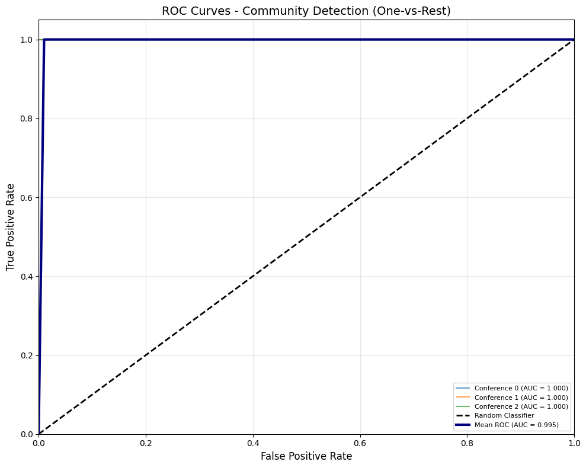 ROC Curves - Community Detection (One-vs-Rest)
True Positive Rate
1.0
0.8
0.6
0.4
0.2
0.0
0.0 0.2 0.4 0.6 0.8 1.0
False Positive Rate
Conference 0 (AUC = 1.000)
Conference 1 (AUC = 1.000)
Conference 2 (AUC = 1.000)
Random Classifier
Mean ROC (AUC = 0.995)